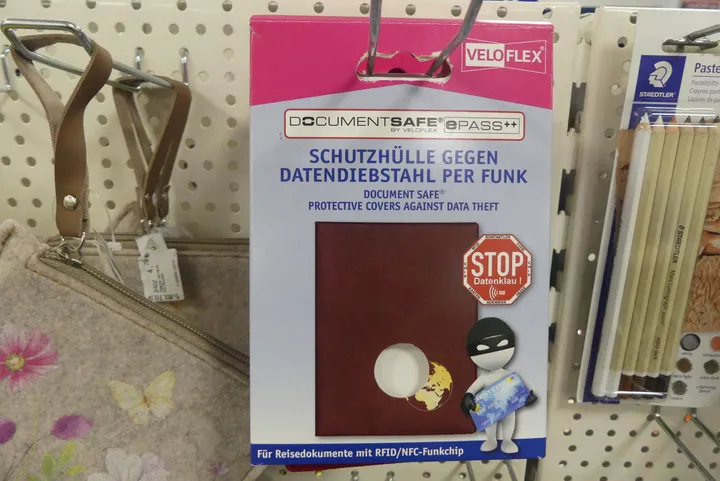 VELOFLEX®
DOCUMENTSAFE® ePASS++
BY VELOFLEX
SCHUTZHÜLLE GEGEN
DATENDIEBSTAHL PER FUNK
DOCUMENT SAFE®
PROTECTIVE COVERS AGAINST DATA THEFT
STOP
Datenklau !
Für Reisedokumente mit RFID/NFC-Funkchip
STAEDTLER
Paste
STAEDTLER